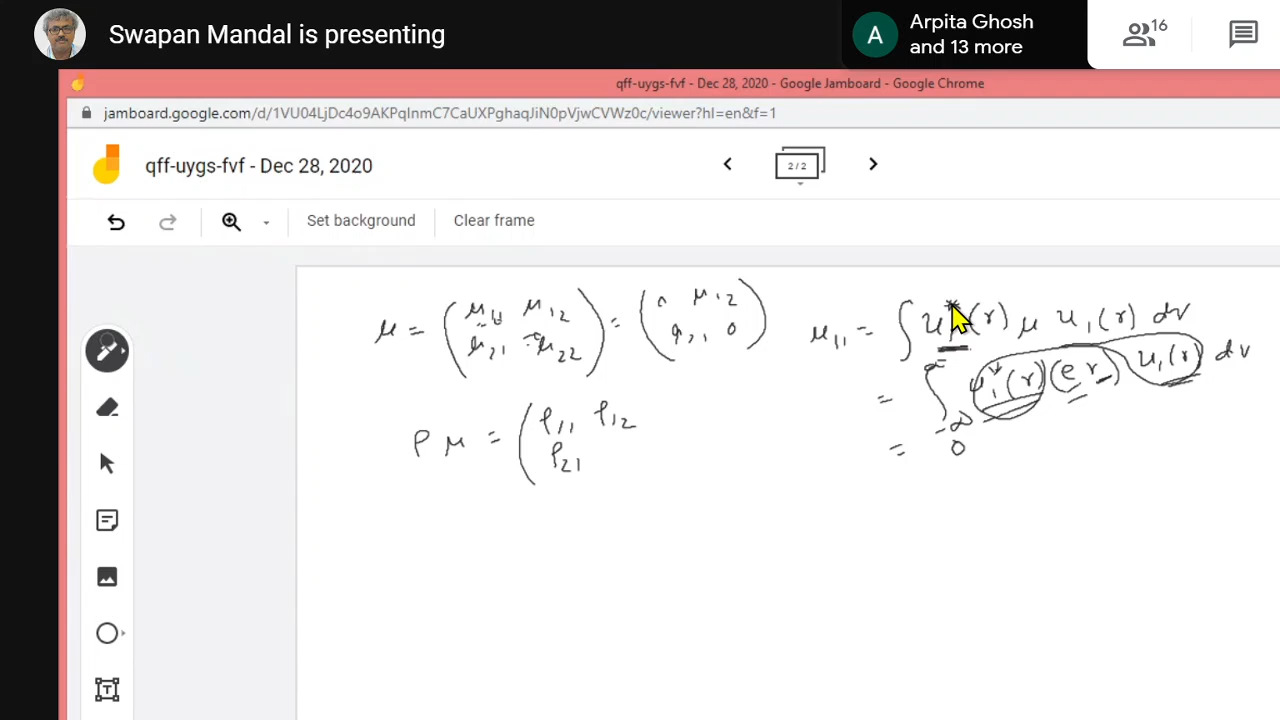 Swapan Mandal is presenting
A Arpita Ghosh
and 13 more
16
qff-uygs-fvf - Dec 28, 2020 - Google Jamboard - Google Chrome
jamboard.google.com/d/1VU04LjDc4o9AKPqInmC7CaUXPghaqJiN0pVjwCVWz0c/viewer?hl=en&f=1
qff-uygs-fvf - Dec 28, 2020
2 / 2
Set background
Clear frame
μ = ( μ11 μ12 μ21 μ22 ) = ( 0 μ12 μ21 0 )
μ11 = ∫ u1*(r) μ u1(r) dv
= ∫ u1*(r) (e r) u1(r) dv
= 0
ρ μ = ( ρ11 ρ12
ρ21